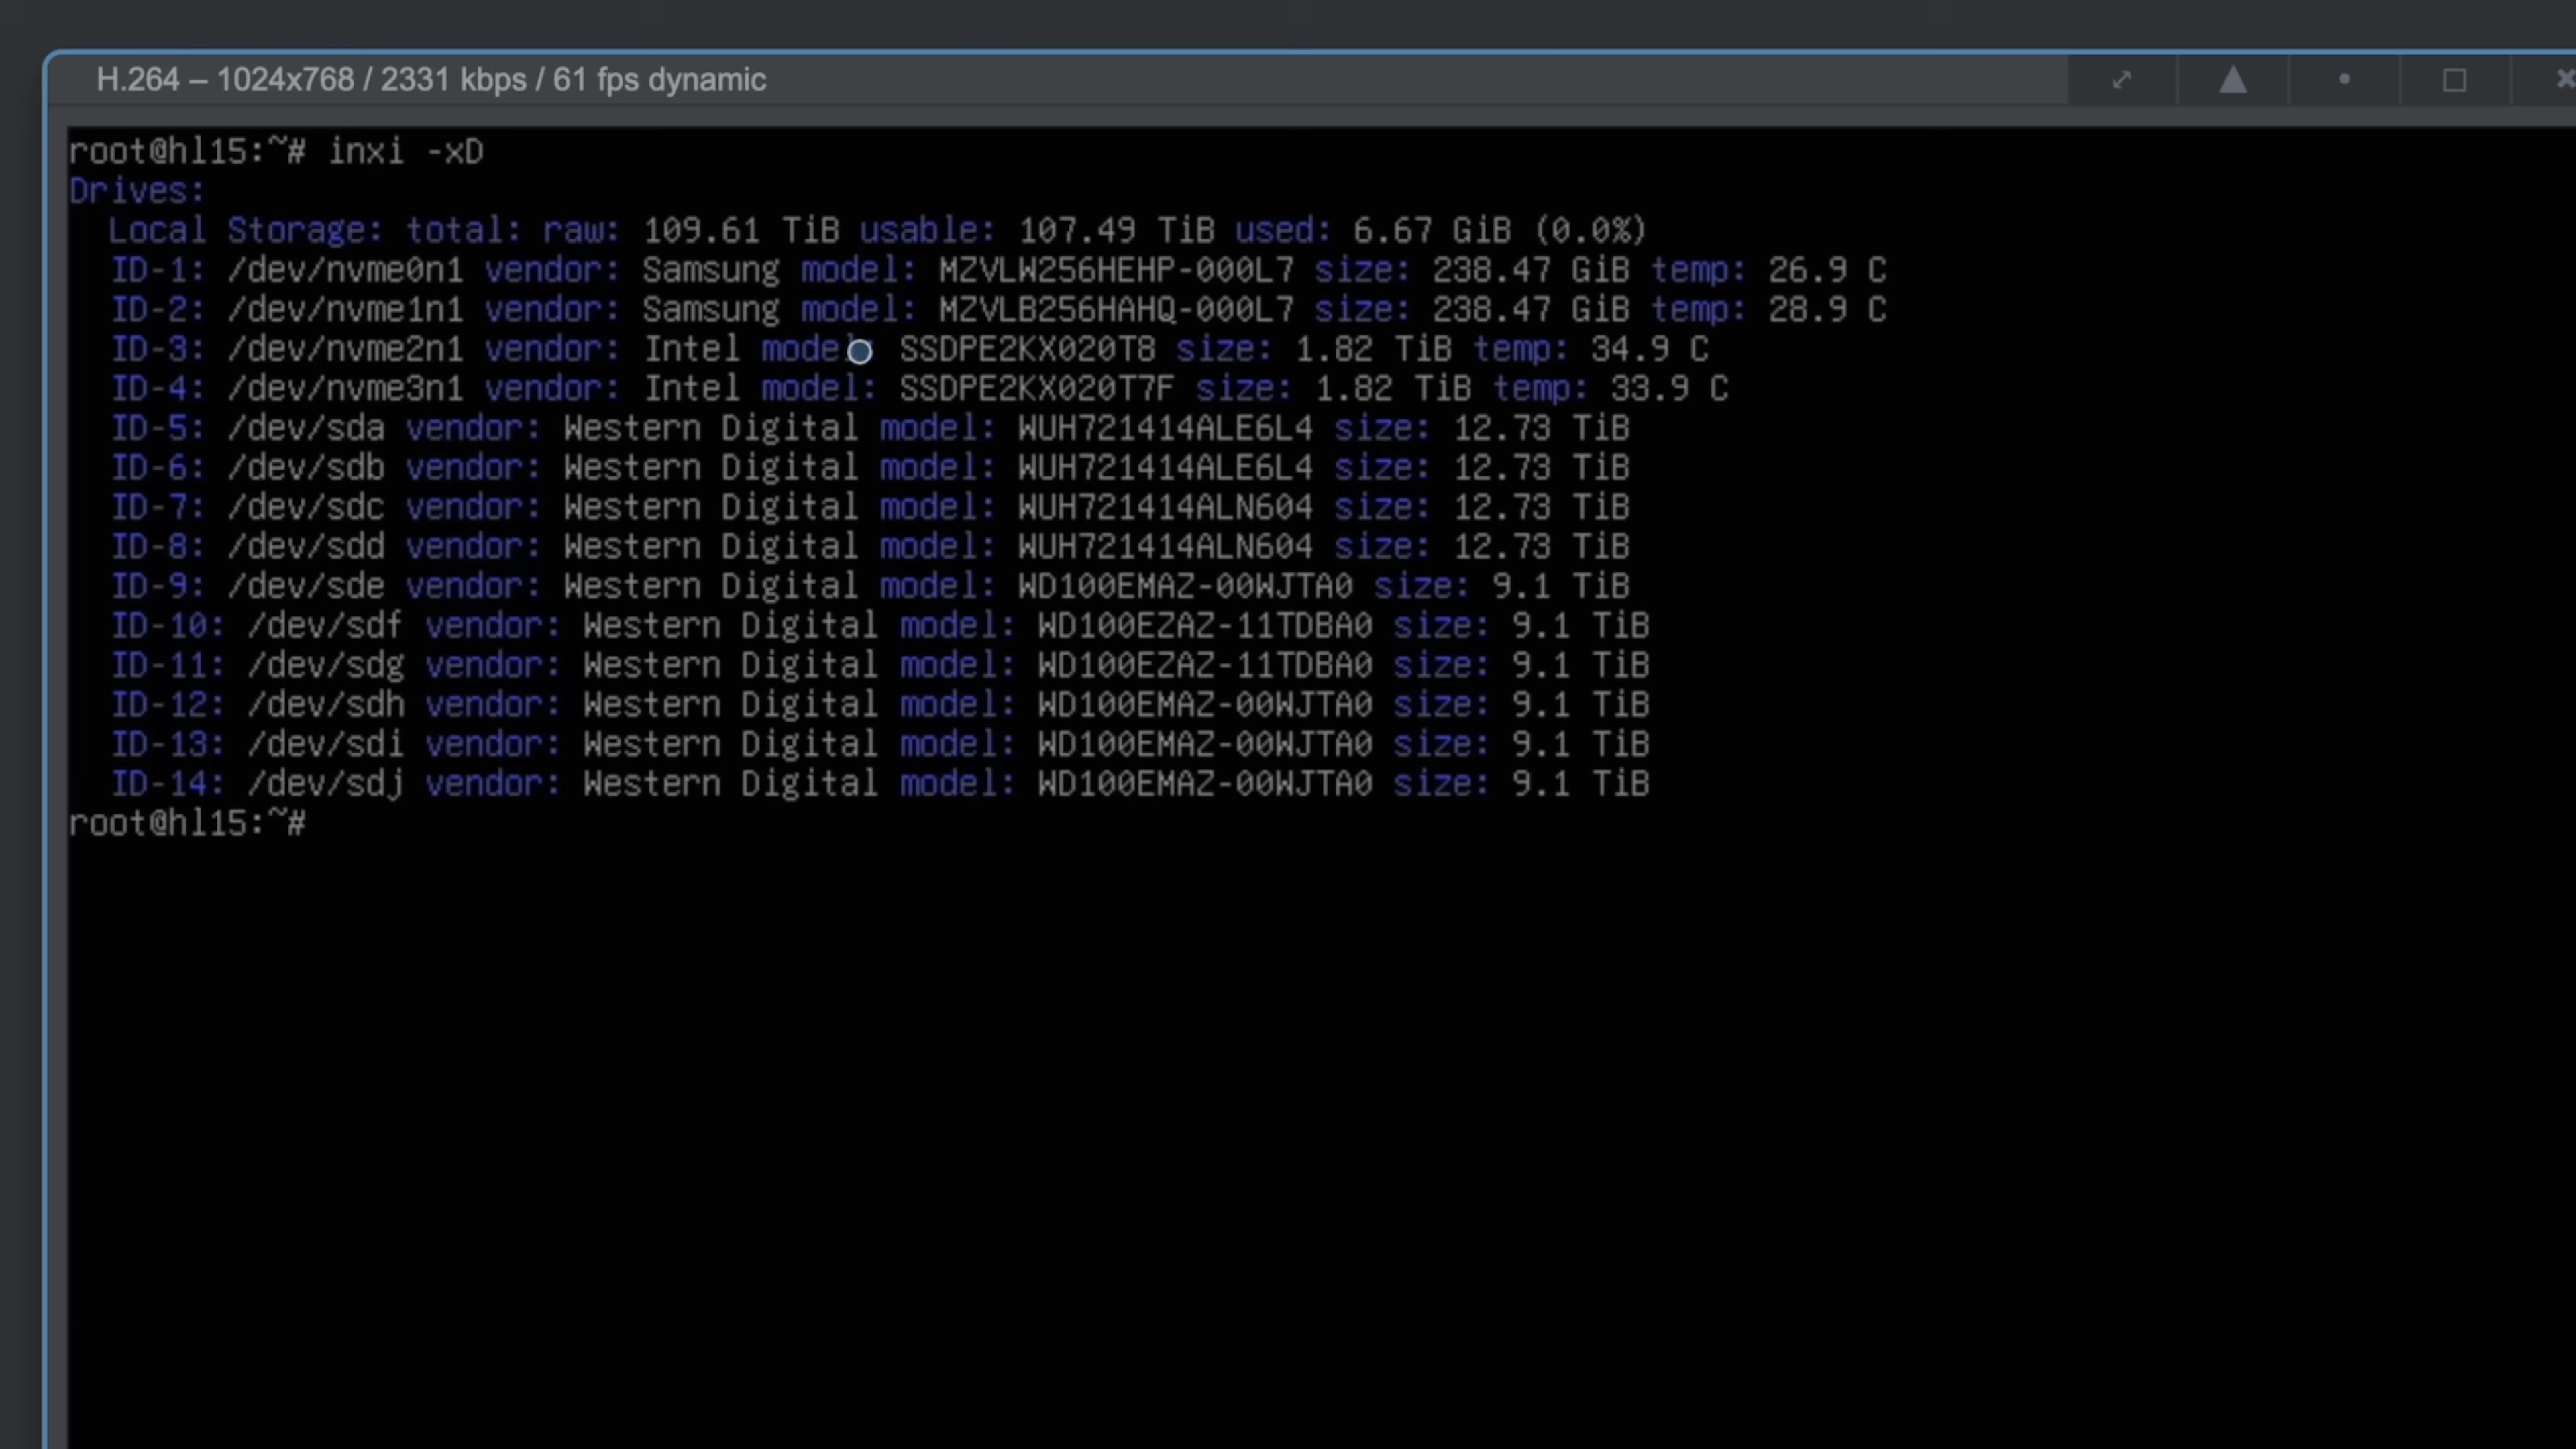 H.264 – 1024x768 / 2331 kbps / 61 fps dynamic
root@hl15:~# inxi -xD
Drives:
Local Storage: total: raw: 109.61 TiB usable: 107.49 TiB used: 6.67 GiB (0.0%)
ID-1: /dev/nvme0n1 vendor: Samsung model: MZVLW256HEHP-000L7 size: 238.47 GiB temp: 26.9 C
ID-2: /dev/nvme1n1 vendor: Samsung model: MZVLB256HAHQ-000L7 size: 238.47 GiB temp: 28.9 C
ID-3: /dev/nvme2n1 vendor: Intel model: SSDPE2KX020T8 size: 1.82 TiB temp: 34.9 C
ID-4: /dev/nvme3n1 vendor: Intel model: SSDPE2KX020T7F size: 1.82 TiB temp: 33.9 C
ID-5: /dev/sda vendor: Western Digital model: WUH721414ALE6L4 size: 12.73 TiB
ID-6: /dev/sdb vendor: Western Digital model: WUH721414ALE6L4 size: 12.73 TiB
ID-7: /dev/sdc vendor: Western Digital model: WUH721414ALN604 size: 12.73 TiB
ID-8: /dev/sdd vendor: Western Digital model: WUH721414ALN604 size: 12.73 TiB
ID-9: /dev/sde vendor: Western Digital model: WD100EMAZ-00WJTA0 size: 9.1 TiB
ID-10: /dev/sdf vendor: Western Digital model: WD100EZAZ-11TDBA0 size: 9.1 TiB
ID-11: /dev/sdg vendor: Western Digital model: WD100EZAZ-11TDBA0 size: 9.1 TiB
ID-12: /dev/sdh vendor: Western Digital model: WD100EMAZ-00WJTA0 size: 9.1 TiB
ID-13: /dev/sdi vendor: Western Digital model: WD100EMAZ-00WJTA0 size: 9.1 TiB
ID-14: /dev/sdj vendor: Western Digital model: WD100EMAZ-00WJTA0 size: 9.1 TiB
root@hl15:~#